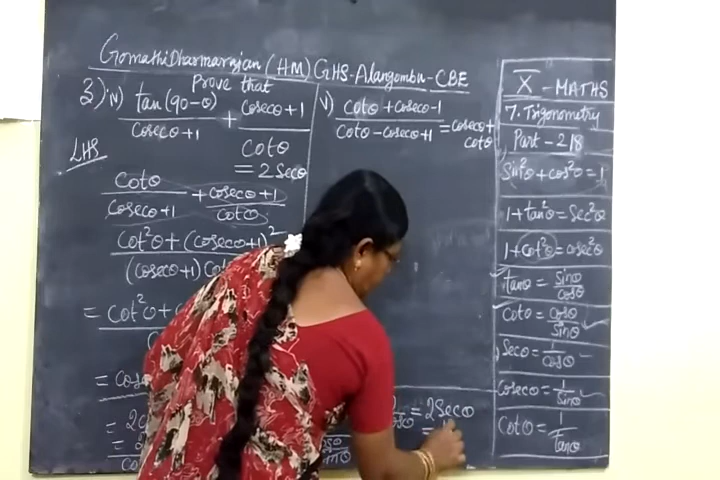 Gomathi Dharmarajan (HM) GHS-Alangombu-CBE
3) iv) Prove that
tan(90-θ)/cosecθ+1 + cosecθ+1/cotθ = 2Secθ
LHS
Cotθ/cosecθ+1 + cosecθ+1/cotθ
Cot²θ+(cosecθ+1)²
(cosecθ+1)
= Cot²θ+
= cos
= 2Secθ
v) cotθ+cosecθ-1/cotθ-cosecθ+1 = cosecθ+cotθ
X - MATHS
7. Trigonometry
Part - 2/8
Sin²θ+cos²θ=1
1+tan²θ=Sec²θ
1+cot²θ=cosec²θ
tanθ = sinθ/cosθ
Cotθ = cosθ/sinθ
Secθ = 1/cosθ
Cosecθ = 1/sinθ
Cotθ = 1/Tanθ